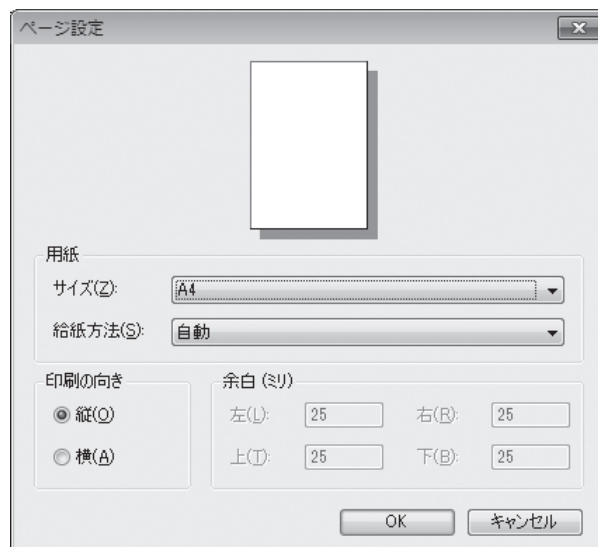 ページ設定
用紙
サイズ(Z): A4
給紙方法(S): 自動
印刷の向き
縦(O)
横(A)
余白(ミリ)
左(L): 25 右(R): 25
上(T): 25 下(B): 25
OK キャンセル